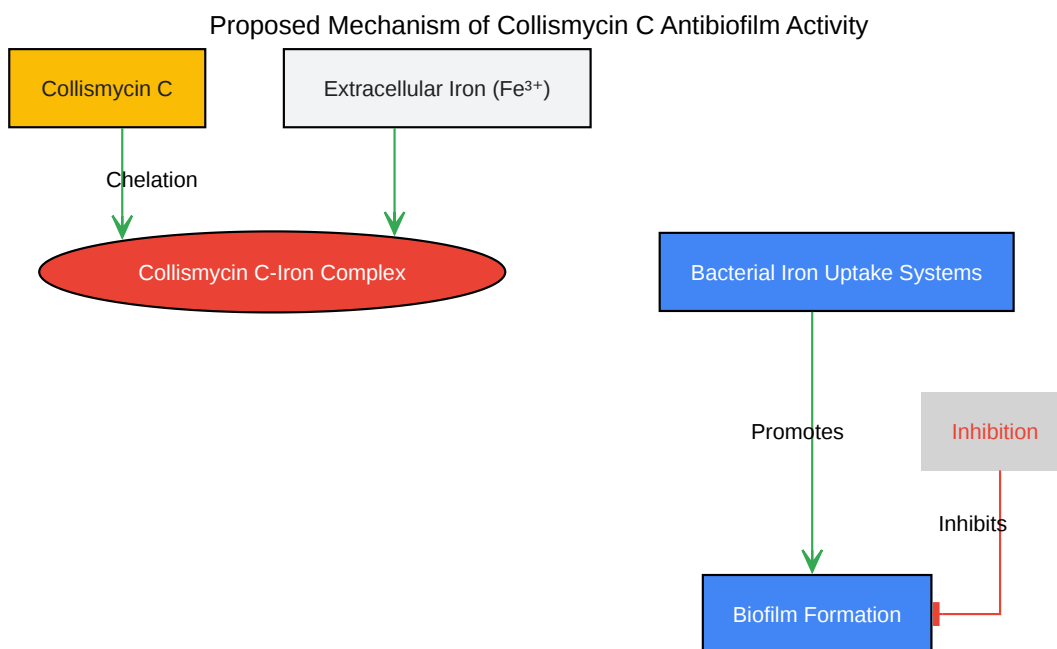 Proposed Mechanism of Collismycin C Antibiofilm Activity
Collismycin C
Extracellular Iron (Fe³⁺)
Chelation
Collismycin C-Iron Complex
Bacterial Iron Uptake Systems
Promotes
Inhibition
Inhibits
Biofilm Formation